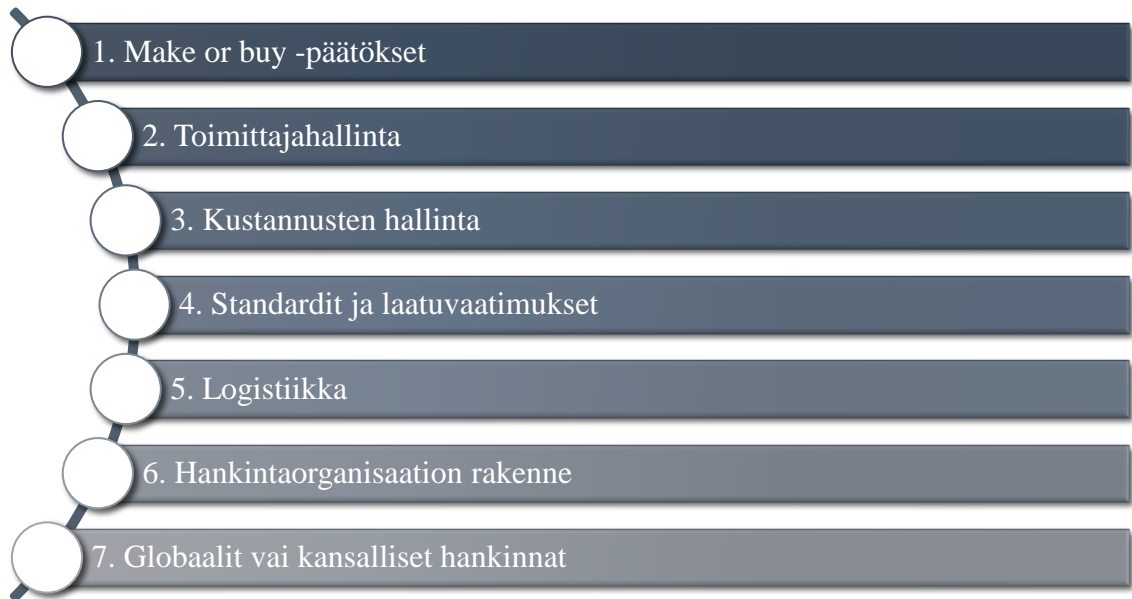 1. Make or buy -päätökset
2. Toimittajahallinta
3. Kustannusten hallinta
4. Standardit ja laatuvaatimukset
5. Logistiikka
6. Hankintaorganisaation rakenne
7. Globaalit vai kansalliset hankinnat